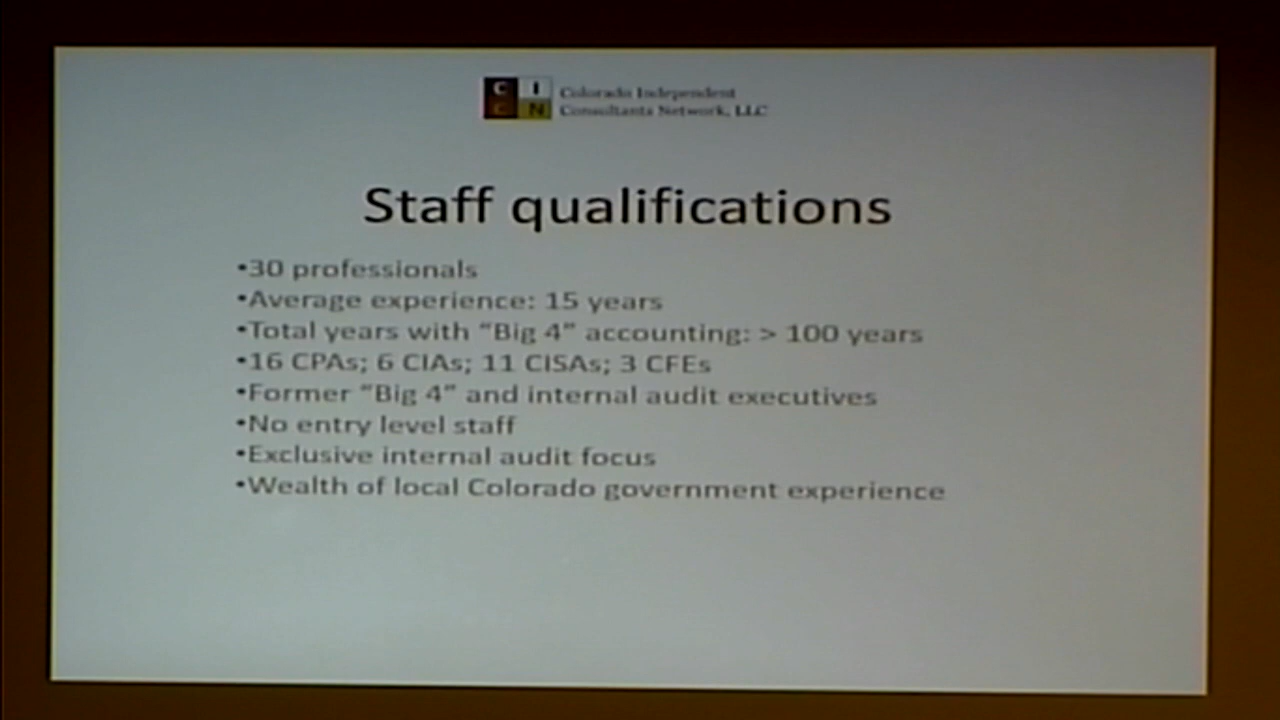 C I
C N
Colorado Independent
Consultants Network, LLC
Staff qualifications
•30 professionals
•Average experience: 15 years
•Total years with “Big 4” accounting: > 100 years
•16 CPAs; 6 CIAs; 11 CISAs; 3 CFEs
•Former “Big 4” and internal audit executives
•No entry level staff
•Exclusive internal audit focus
•Wealth of local Colorado government experience